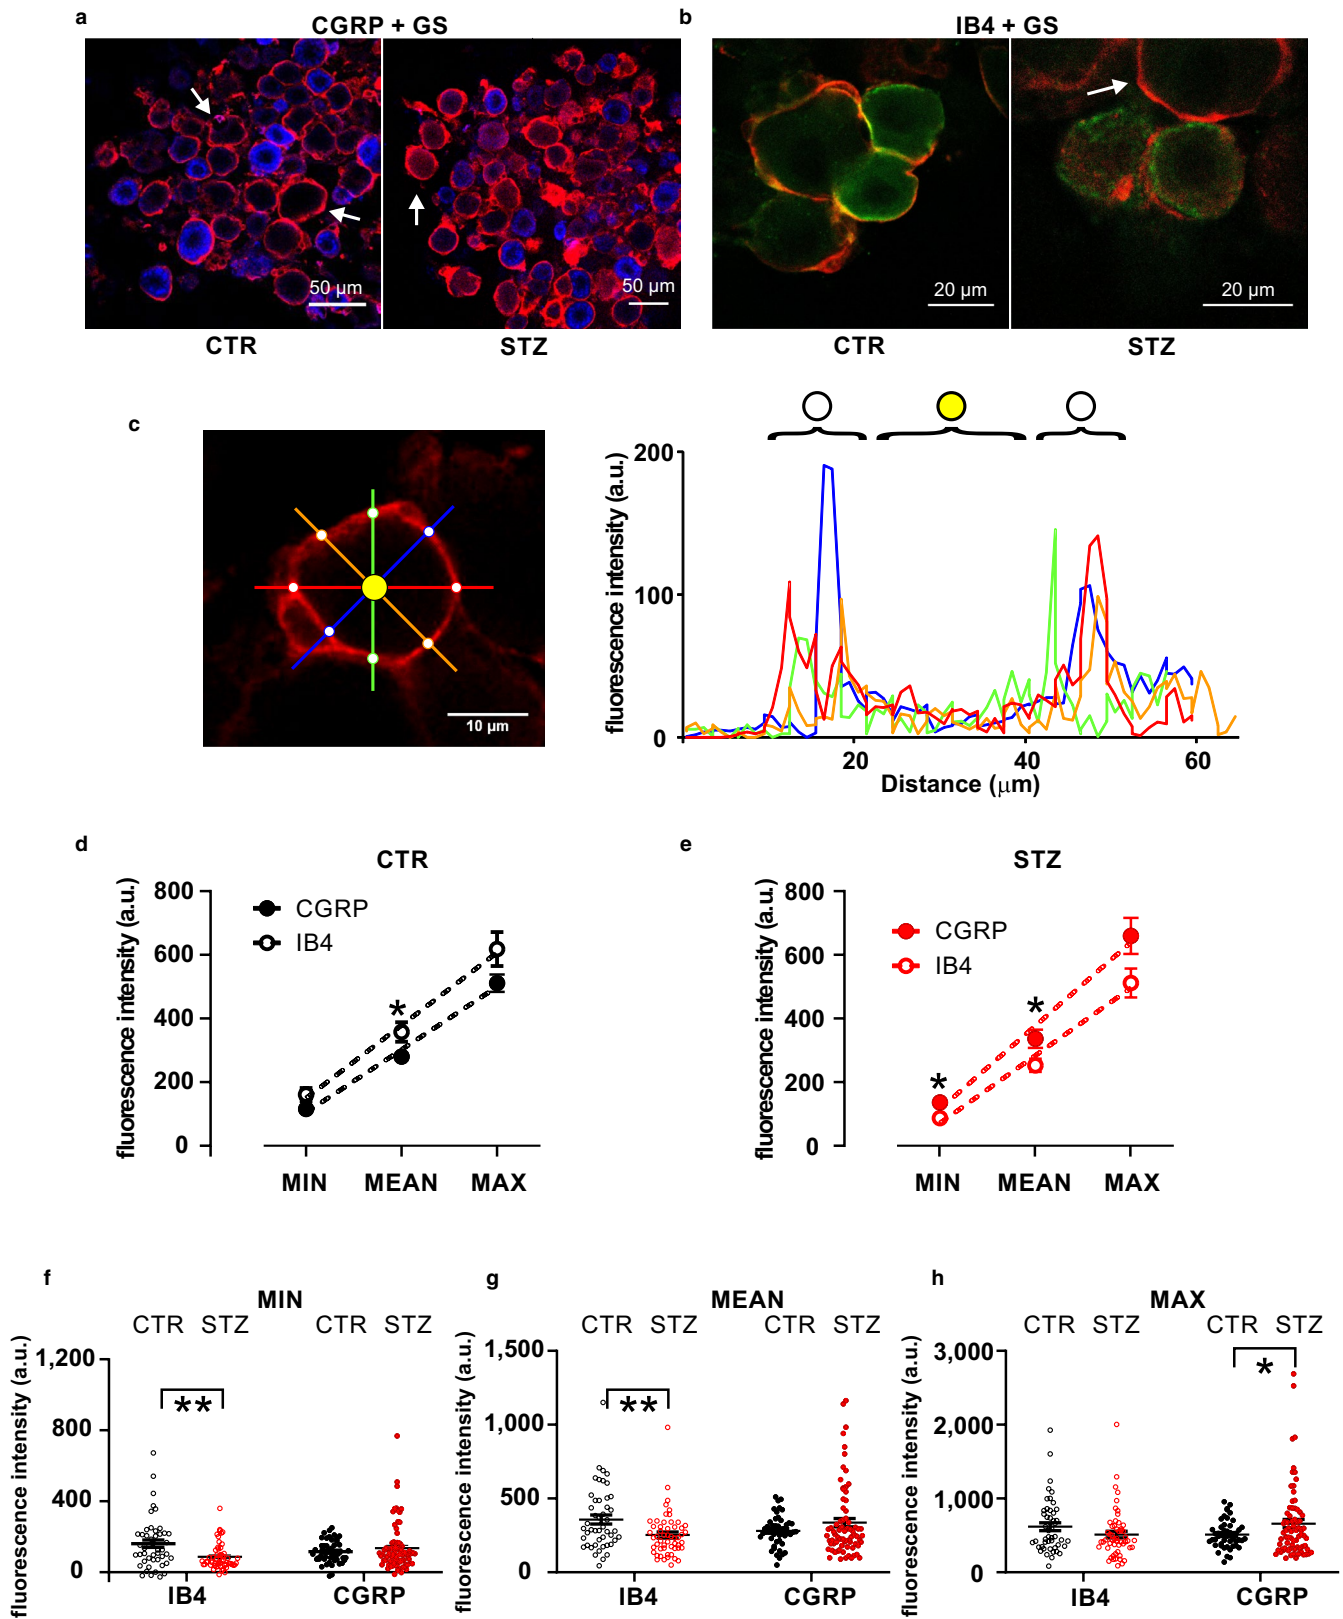 a
CGRP + GS
b
IB4 + GS
50 µm
50 µm
20 µm
20 µm
CTR
STZ
CTR
STZ
c
10 µm
fluorescence intensity (a.u.)
200
100
0
20
40
60
Distance (µm)
d
CTR
fluorescence intensity (a.u.)
800
600
400
200
0
CGRP
IB4
*
MIN
MEAN
MAX
e
STZ
fluorescence intensity (a.u.)
800
600
400
200
0
CGRP
IB4
*
*
MIN
MEAN
MAX
f
MIN
CTR
STZ
CTR
STZ
fluorescence intensity (a.u.)
1,200
800
400
0
**
IB4
CGRP
g
MEAN
CTR
STZ
CTR
STZ
fluorescence intensity (a.u.)
1,500
1,000
500
0
**
IB4
CGRP
h
MAX
CTR
STZ
CTR
STZ
fluorescence intensity (a.u.)
3,000
2,000
1,000
0
*
IB4
CGRP